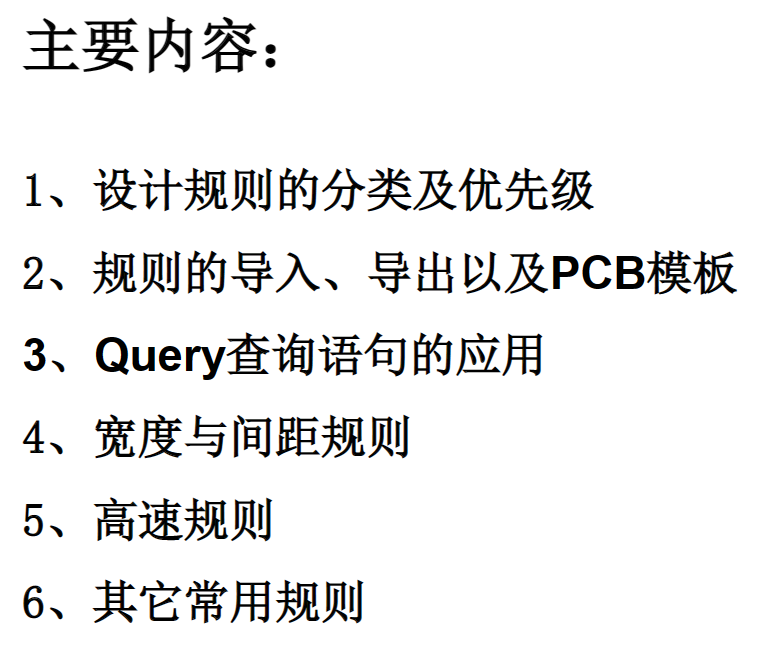 主要内容：
1、设计规则的分类及优先级
2、规则的导入、导出以及PCB模板
3、Query查询语句的应用
4、宽度与间距规则
5、高速规则
6、其它常用规则